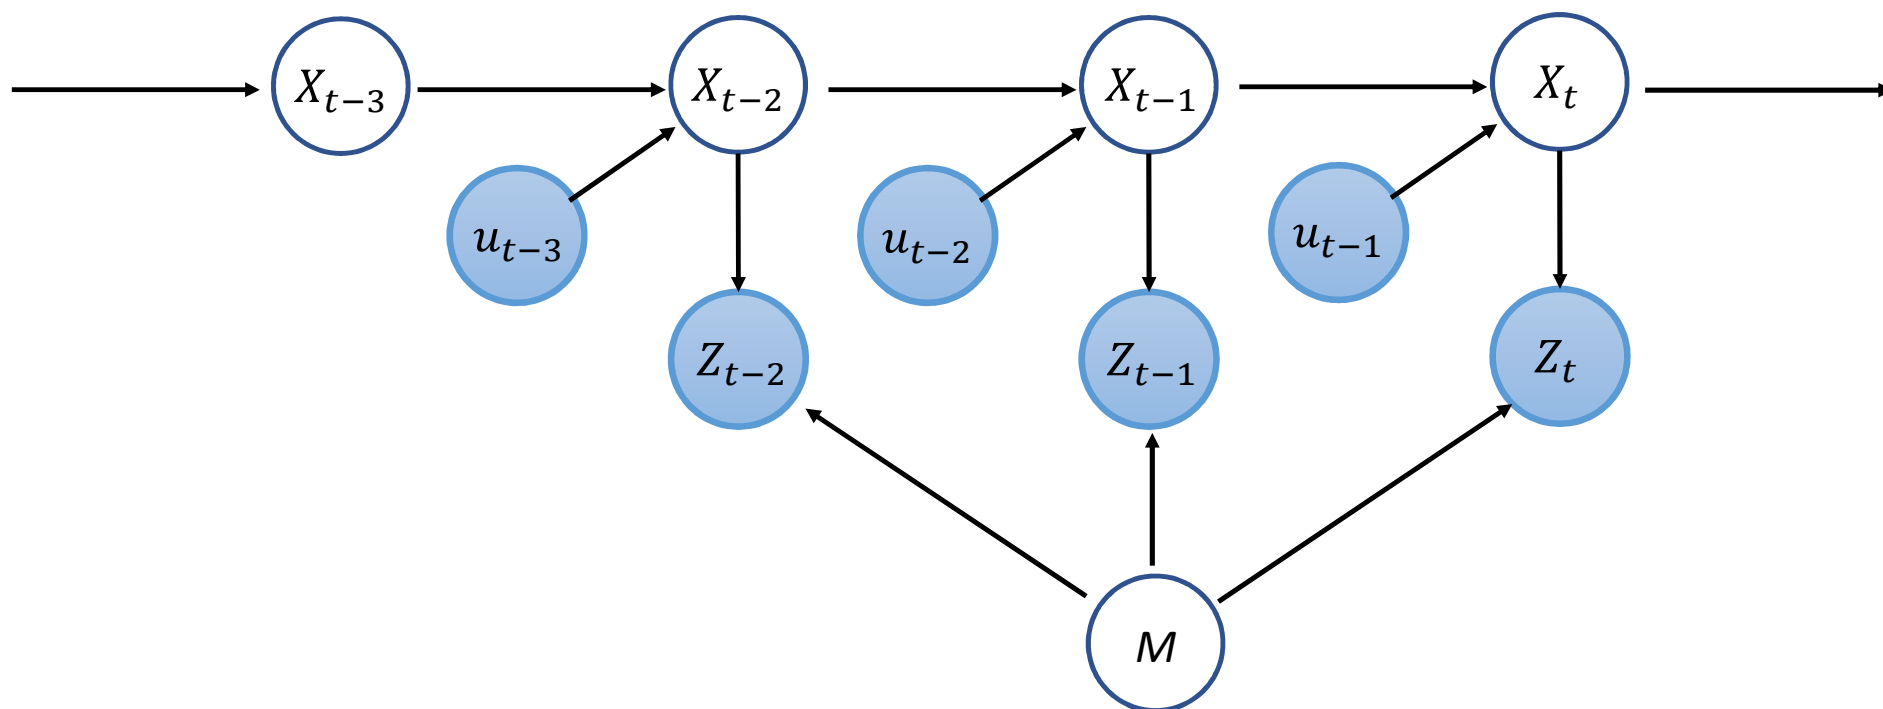 X_{t−3} X_{t−2} X_{t−1} X_t
u_{t−3} u_{t−2} u_{t−1}
Z_{t−2} Z_{t−1} Z_t
M